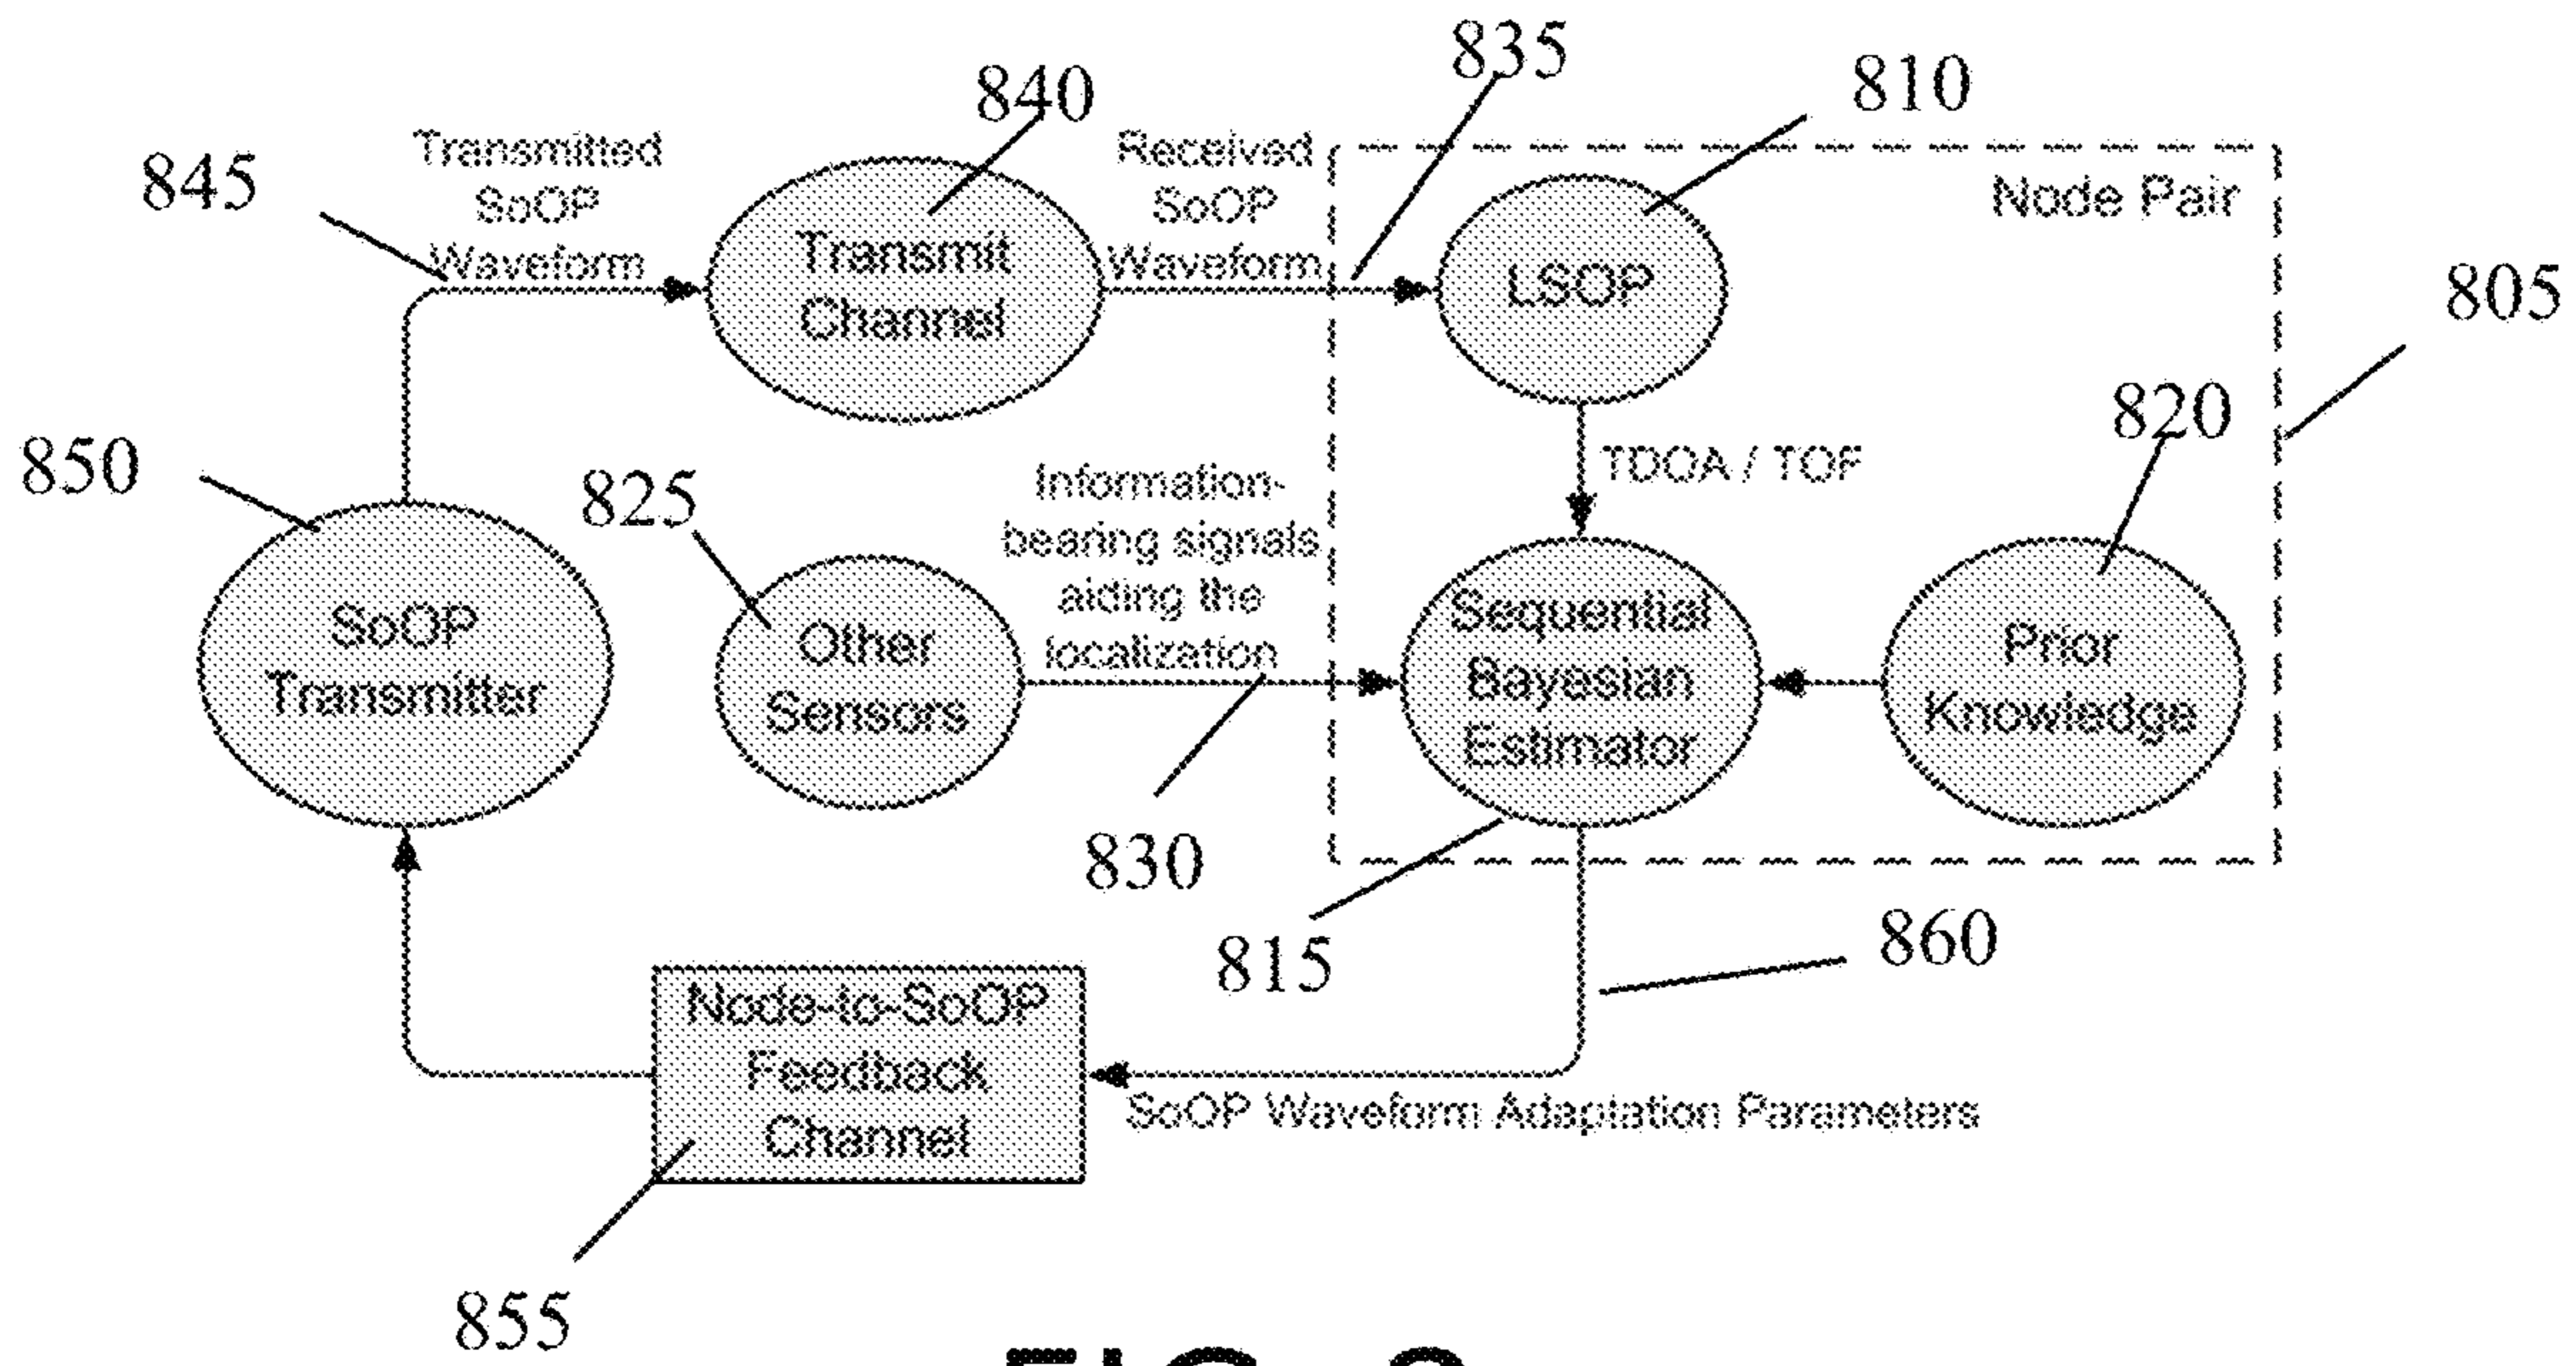 835
840
810
Transmitted
SoOP
Waveform
845
Received
SoOP
Waveform
Node Pair
Transmit
Channel
LSOP
805
820
850
825
TDOA / TOF
Information-
bearing signals
aiding the
localization
SoOP
Transmitter
Other
Sensors
Sequential
Bayesian
Estimator
Prior
Knowledge
830
815
860
Node-to-SoOP
Feedback
Channel
SoOP Waveform Adaptation Parameters
855